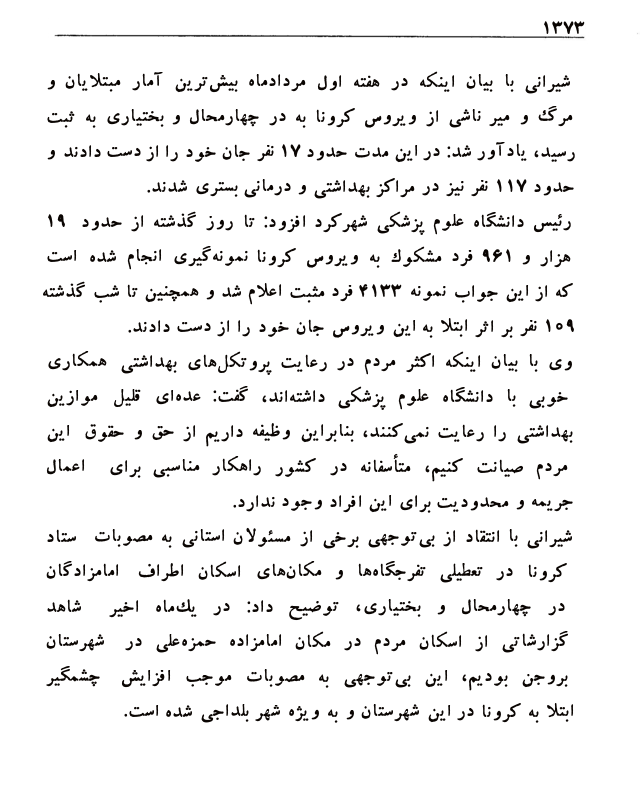 ۱۳۷۳
شیرانی با بیان اینکه در هفته اول مردادماه بیش‌ترین آمار مبتلایان و
مرگ و میر ناشی از ویروس کرونا به در چهارمحال و بختیاری به ثبت
رسید، یادآور شد: در این مدت حدود ۱۷ نفر جان خود را از دست دادند و
حدود ۱۱۷ نفر نیز در مراکز بهداشتی و درمانی بستری شدند.
رئیس دانشگاه علوم پزشکی شهرکرد افزود: تا روز گذشته از حدود ۱۹
هزار و ۹۶۱ فرد مشکوك به ویروس کرونا نمونه‌گیری انجام شده است
که از این جواب نمونه ۴۱۳۳ فرد مثبت اعلام شد و همچنین تا شب گذشته
۱۰۹ نفر بر اثر ابتلا به این ویروس جان خود را از دست دادند.
وی با بیان اینکه اکثر مردم در رعایت پروتکل‌های بهداشتی همکاری
خوبی با دانشگاه علوم پزشکی داشته‌اند، گفت: عده‌ای قلیل موازین
بهداشتی را رعایت نمی‌کنند، بنابراین وظیفه داریم از حق و حقوق این
مردم صیانت کنیم، متأسفانه در کشور راهکار مناسبی برای اعمال
جریمه و محدودیت برای این افراد وجود ندارد.
شیرانی با انتقاد از بی‌توجهی برخی از مسئولان استانی به مصوبات ستاد
کرونا در تعطیلی تفرجگاه‌ها و مکان‌های اسکان اطراف امامزادگان
در چهارمحال و بختیاری، توضیح داد: در یك‌ماه اخیر شاهد
گزارشاتی از اسکان مردم در مکان امامزاده حمزه‌علی در شهرستان
بروجن بودیم، این بی‌توجهی به مصوبات موجب افزایش چشمگیر
ابتلا به کرونا در این شهرستان و به ویژه شهر بلداجی شده است.